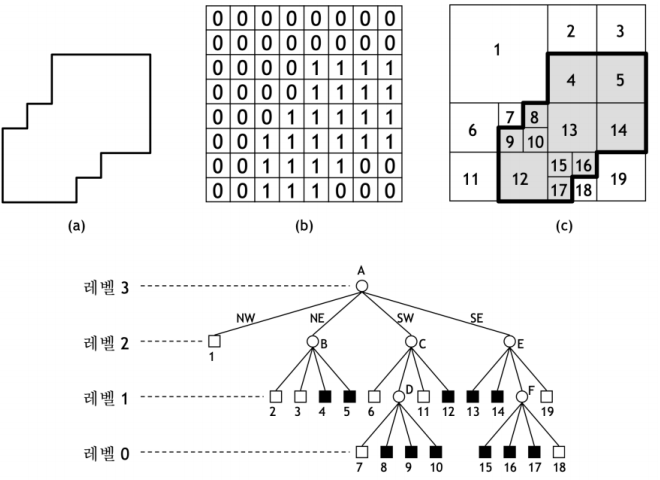 0 0 0 0 0 0 0 0
0 0 0 0 0 0 0 0
0 0 0 0 1 1 1 1
0 0 0 0 1 1 1 1
0 0 0 1 1 1 1 1
0 0 1 1 1 1 1 1
0 0 1 1 1 1 0 0
0 0 1 1 1 0 0 0
1 2 3
4 5
6 7 8 13 14
9 10
11 12 15 16 19
17 18
(a) (b) (c)
A
레벨 3
NW NE SW SE
레벨 2
1 B C E
레벨 1
D F
2 3 4 5 6 11 12 13 14 19
레벨 0
7 8 9 10 15 16 17 18